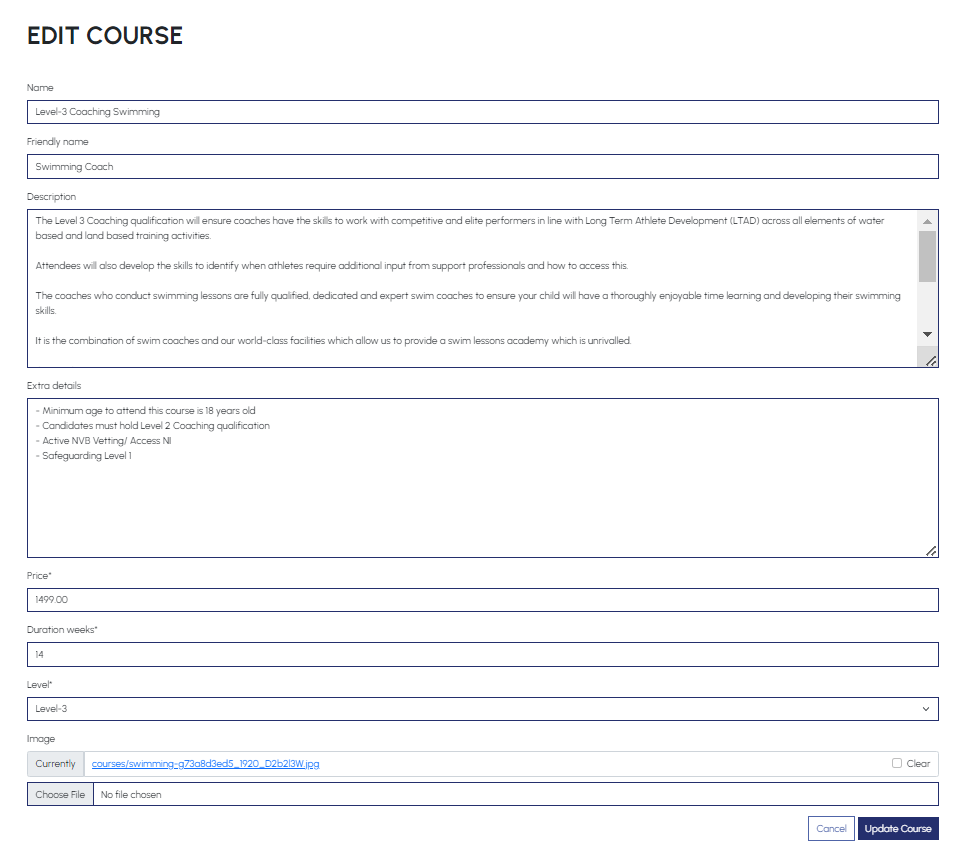 EDIT COURSE
Name
Level-3 Coaching Swimming
Friendly name
Swimming Coach
Description
The Level 3 Coaching qualification will ensure coaches have the skills to work with competitive and elite performers in line with Long Term Athlete Development (LTAD) across all elements of water
based and land based training activities.
Attendees will also develop the skills to identify when athletes require additional input from support professionals and how to access this.
The coaches who conduct swimming lessons are fully qualified, dedicated and expert swim coaches to ensure your child will have a thoroughly enjoyable time learning and developing their swimming
skills.
It is the combination of swim coaches and our world-class facilities which allow us to provide a swim lessons academy which is unrivalled.
Extra details
- Minimum age to attend this course is 18 years old
- Candidates must hold Level 2 Coaching qualification
- Active NVB Vetting/ Access NI
- Safeguarding Level 1
Price*
1499.00
Duration weeks*
14
Level*
Level-3
Image
Currently courses/swimming-g73a8d3ed5_1920_D2b2l3W.jpg Clear
Choose File No file chosen
Cancel Update Course